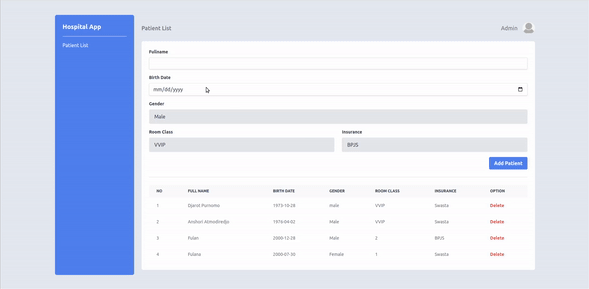 Hospital App
Patient List
Patient List
Admin
Fullname
Birth Date
mm/dd/yyyy
Gender
Male
Room Class
Insurance
VVIP
BPJS
Add Patient
NO FULL NAME BIRTH DATE GENDER ROOM CLASS INSURANCE OPTION
1 Djarot Purnomo 1973-10-28 male VVIP Swasta Delete
2 Anshori Atmodiredjo 1976-04-02 Male VVIP Swasta Delete
3 Fulan 2000-12-28 Male 2 BPJS Delete
4 Fulana 2000-07-30 Female 1 Swasta Delete